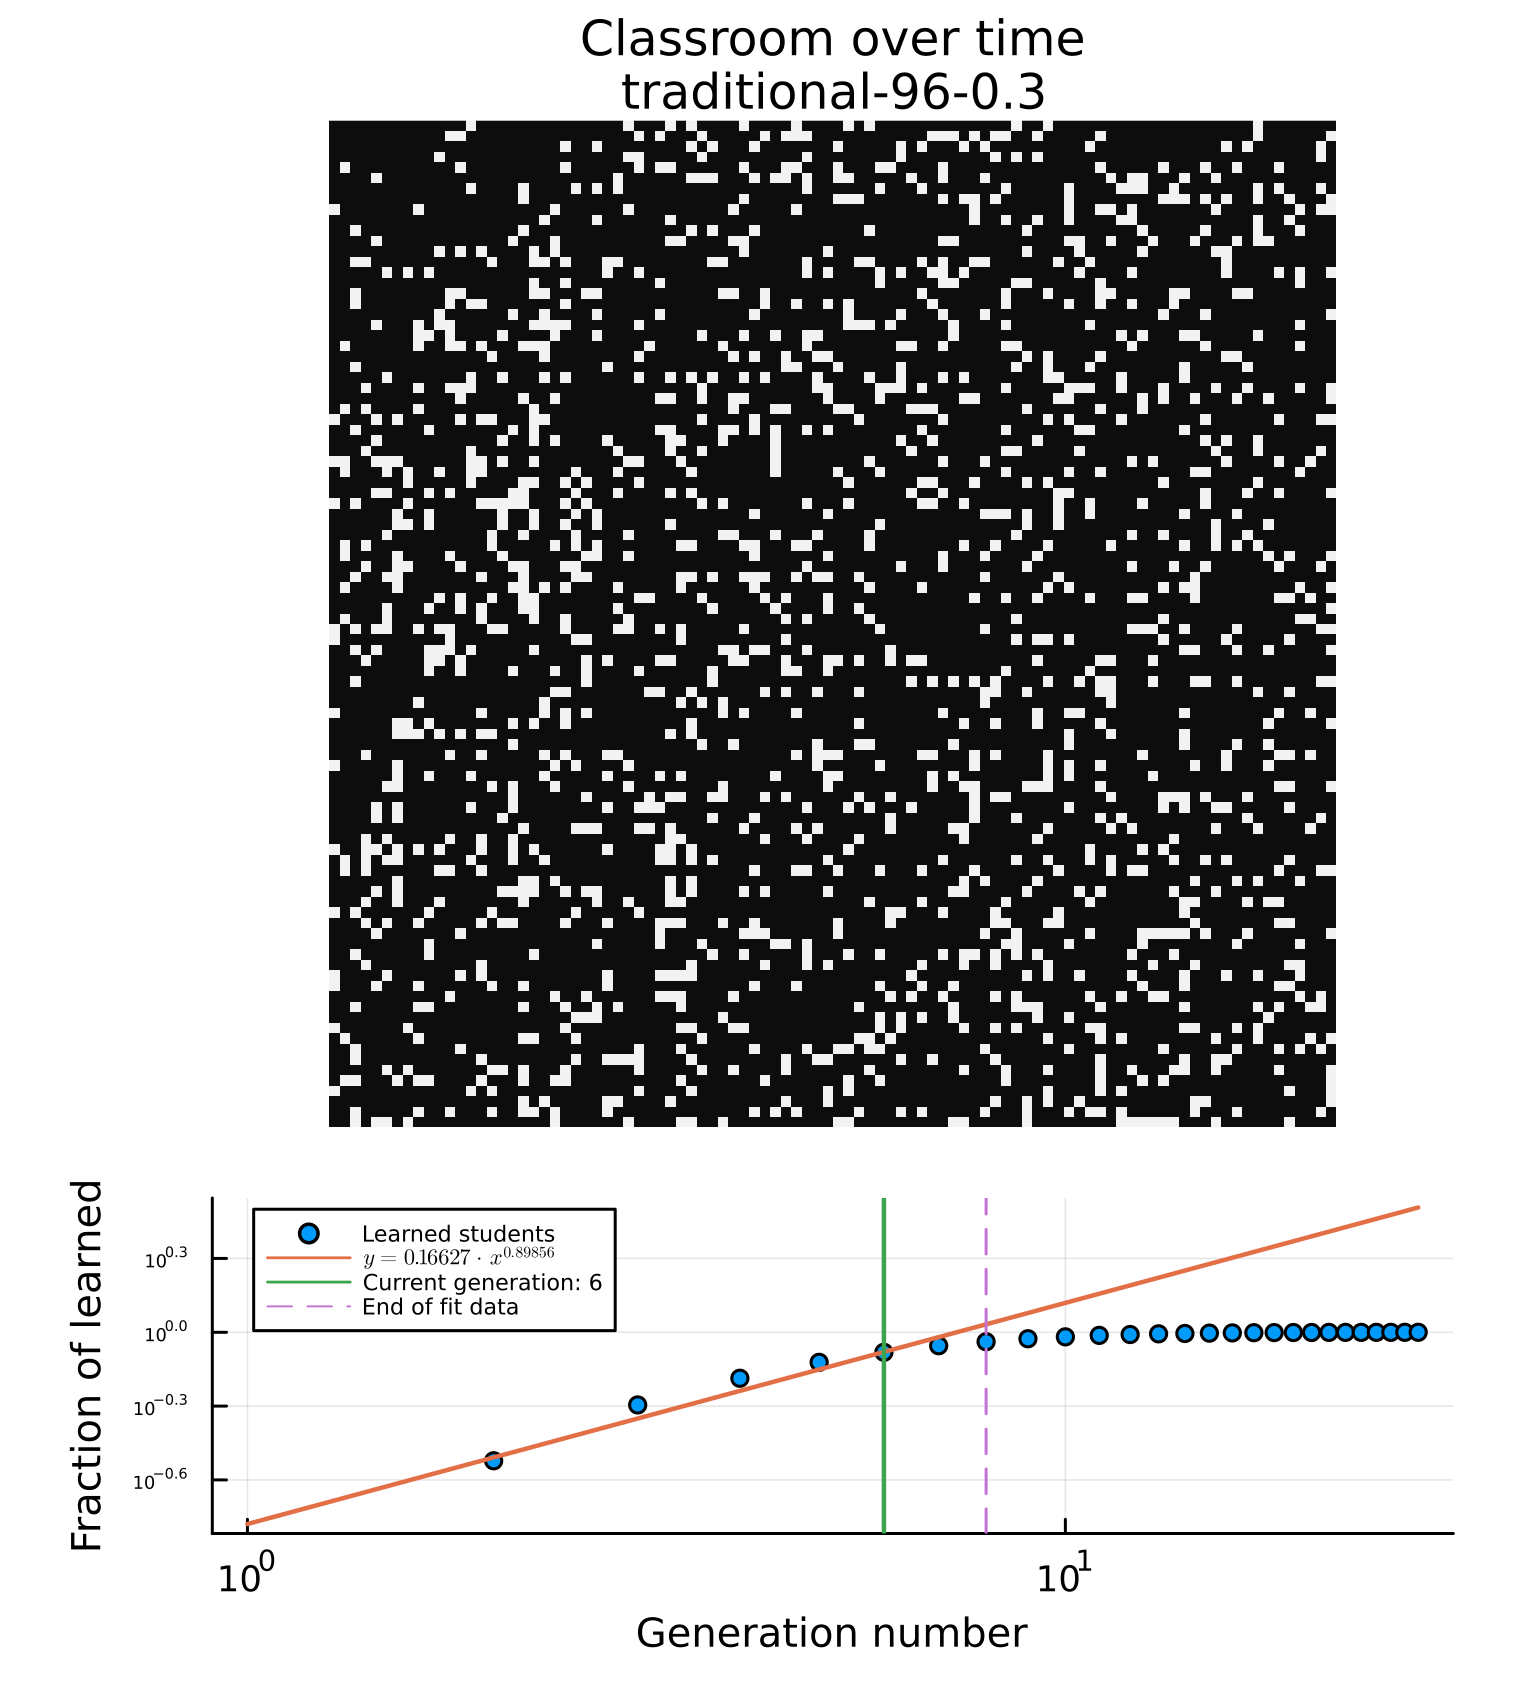 Classroom over time
traditional-96-0.3
Fraction of learned
Learned students
y = 0.16627 · x^0.89856
Current generation: 6
End of fit data
10^0.3
10^0.0
10^−0.3
10^−0.6
10^0
10^1
Generation number